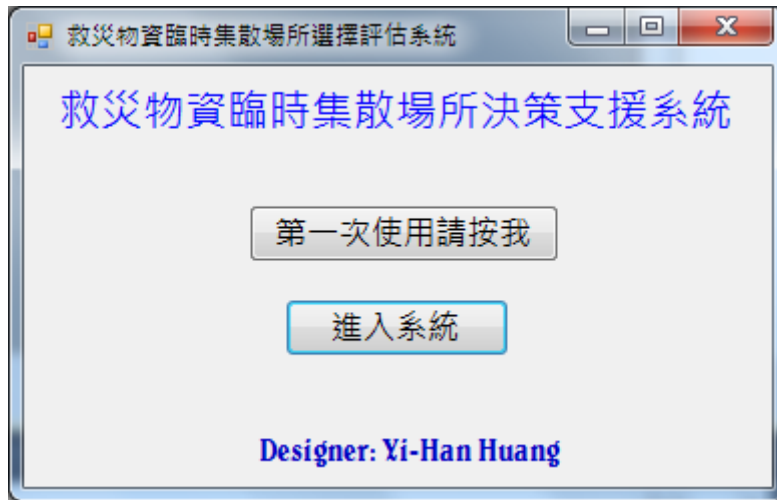 救災物資臨時集散場所選擇評估系統
救災物資臨時集散場所決策支援系統
第一次使用請按我
進入系統
Designer: Yi-Han Huang